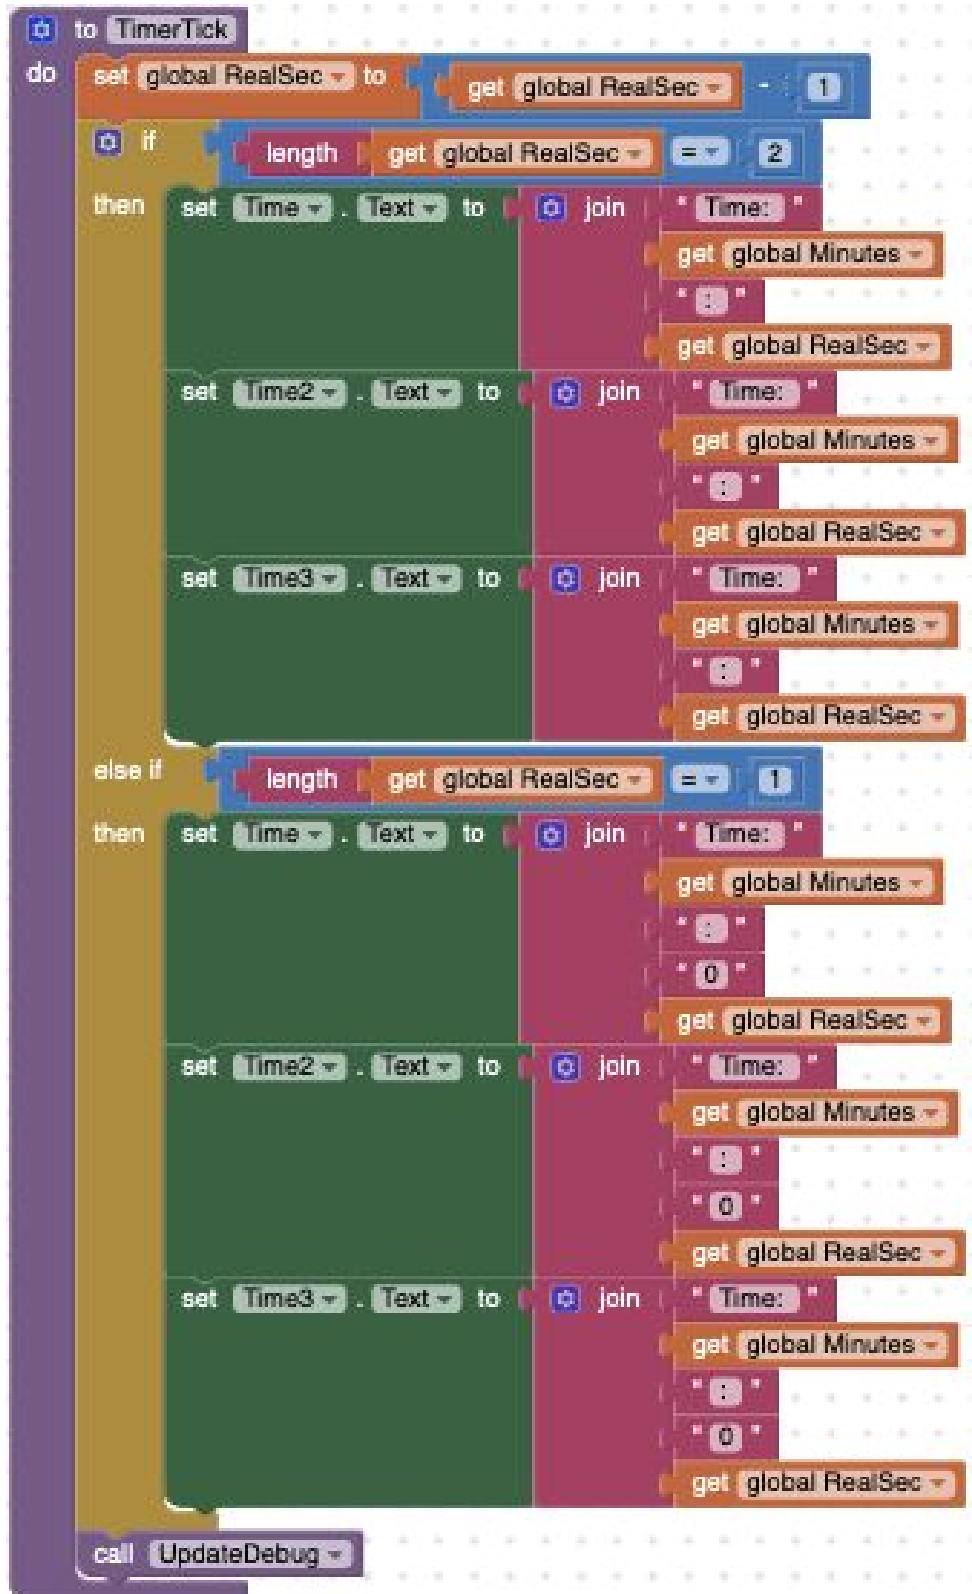 to TimerTick
do set global RealSec to get global RealSec - 1
if length get global RealSec = 2
then set Time . Text to join " Time: "
get global Minutes
" : "
get global RealSec
set Time2 . Text to join " Time: "
get global Minutes
" : "
get global RealSec
set Time3 . Text to join " Time: "
get global Minutes
" : "
get global RealSec
else if length get global RealSec = 1
then set Time . Text to join " Time: "
get global Minutes
" : "
" 0 "
get global RealSec
set Time2 . Text to join " Time: "
get global Minutes
" : "
" 0 "
get global RealSec
set Time3 . Text to join " Time: "
get global Minutes
" : "
" 0 "
get global RealSec
call UpdateDebug